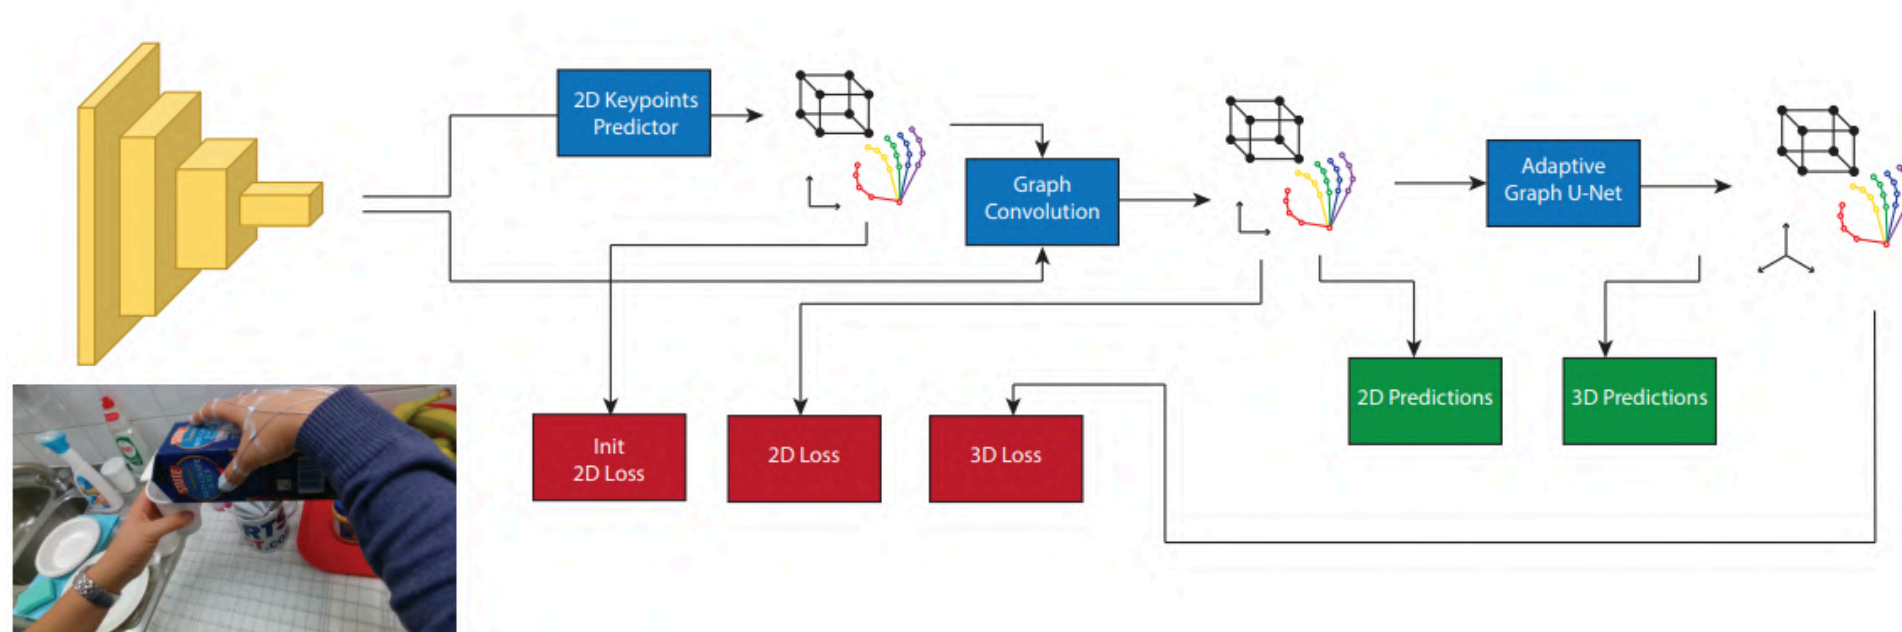 2D Keypoints
Predictor
Graph
Convolution
Adaptive
Graph U-Net
2D Predictions
3D Predictions
Init
2D Loss
2D Loss
3D Loss